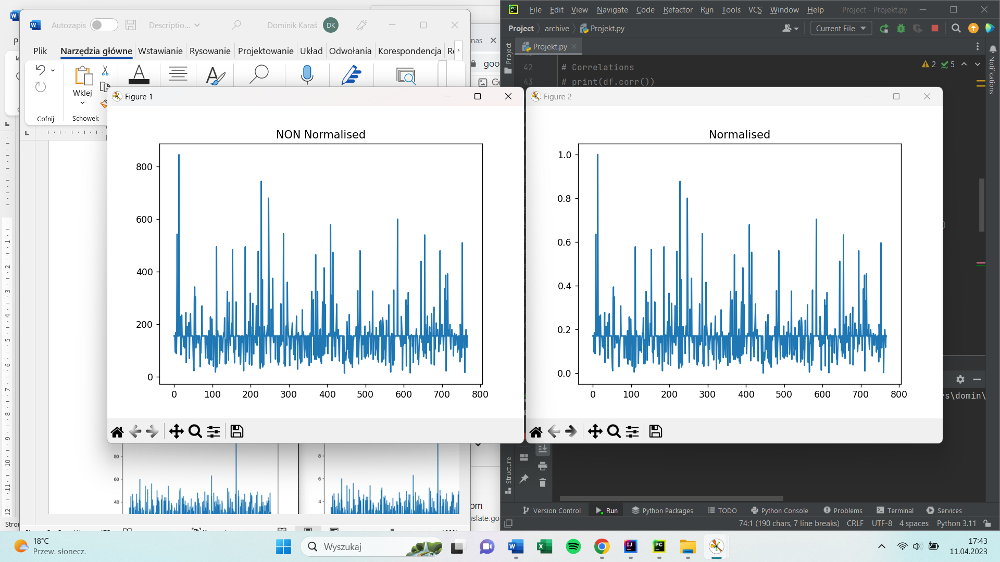 Autozapis
Descriptio...
Dominik Karaś
DK
Plik
Narzędzia główne
Wstawianie
Rysowanie
Projektowanie
Układ
Odwołania
Korespondencja
Cofnij
Wklej
Schowek
nas
goo
PC
File Edit View Navigate Code Refactor Run Tools VCS Window Help
Project - Projekt.py
Project archive Projekt.py
Current File
Projekt.py
Project
Notifications
42 # Correlations
43 # print(df.corr())
2 5
Figure 1
NON Normalised
800
600
400
200
0
0 100 200 300 400 500 600 700 800
Figure 2
Normalised
1.0
0.8
0.6
0.4
0.2
0.0
0 100 200 300 400 500 600 700 800
80
60
40
8
6
4
om
nslate.go
Stron
rs\domin\
Structure
Version Control Run Python Packages TODO Python Console Problems Terminal Services
74:1 (190 chars, 7 line breaks) CRLF UTF-8 4 spaces Python 3.11
18°C
Przew. słonecz.
Wyszukaj
17:43
11.04.2023